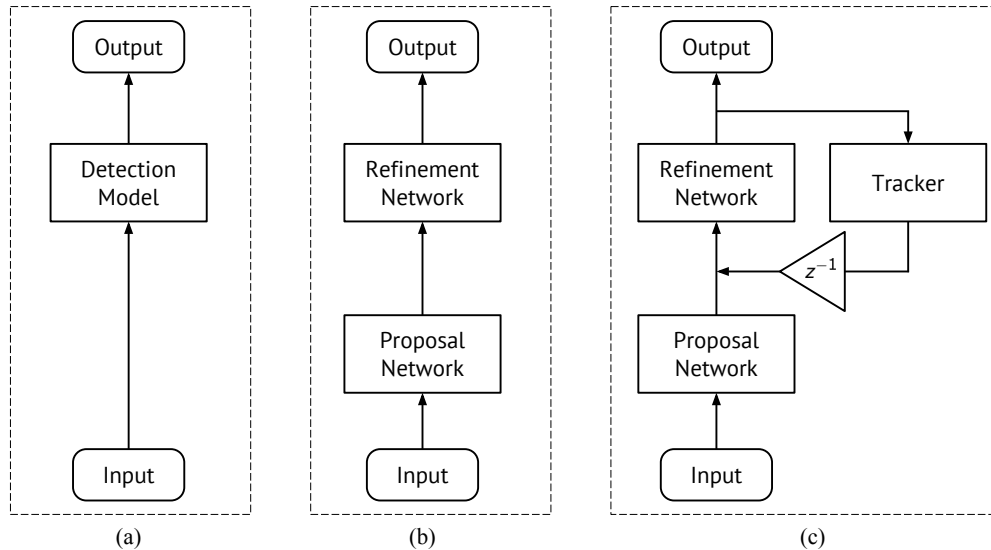 Output
Detection
Model
Input
(a)
Output
Refinement
Network
Proposal
Network
Input
(b)
Output
Refinement
Network
Tracker
z⁻¹
Proposal
Network
Input
(c)